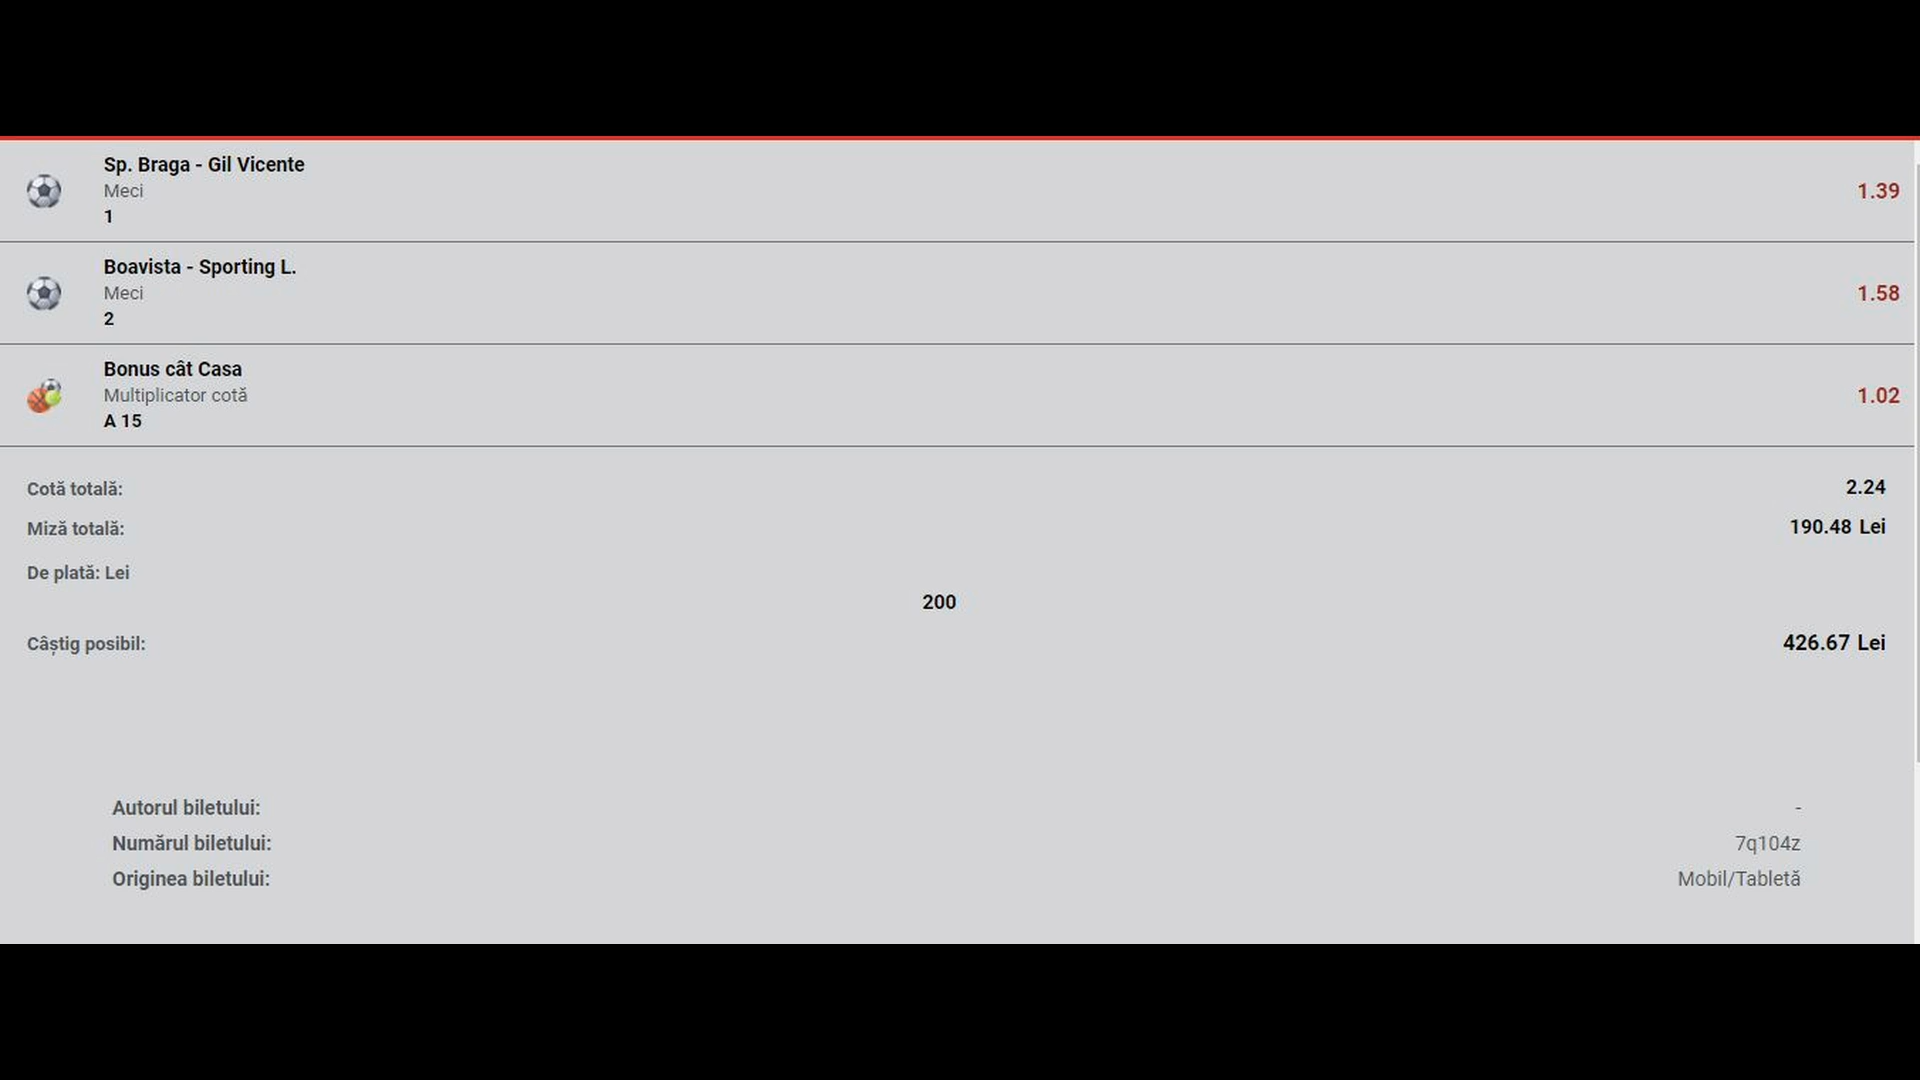 Sp. Braga - Gil Vicente
Meci
1
1.39
Boavista - Sporting L.
Meci
2
1.58
Bonus cât Casa
Multiplicator cotă
A 15
1.02
Cotă totală: 2.24
Miză totală: 190.48 Lei
De plată: Lei
200
Câștig posibil: 426.67 Lei
Autorul biletului: -
Numărul biletului: 7q104z
Originea biletului: Mobil/Tabletă